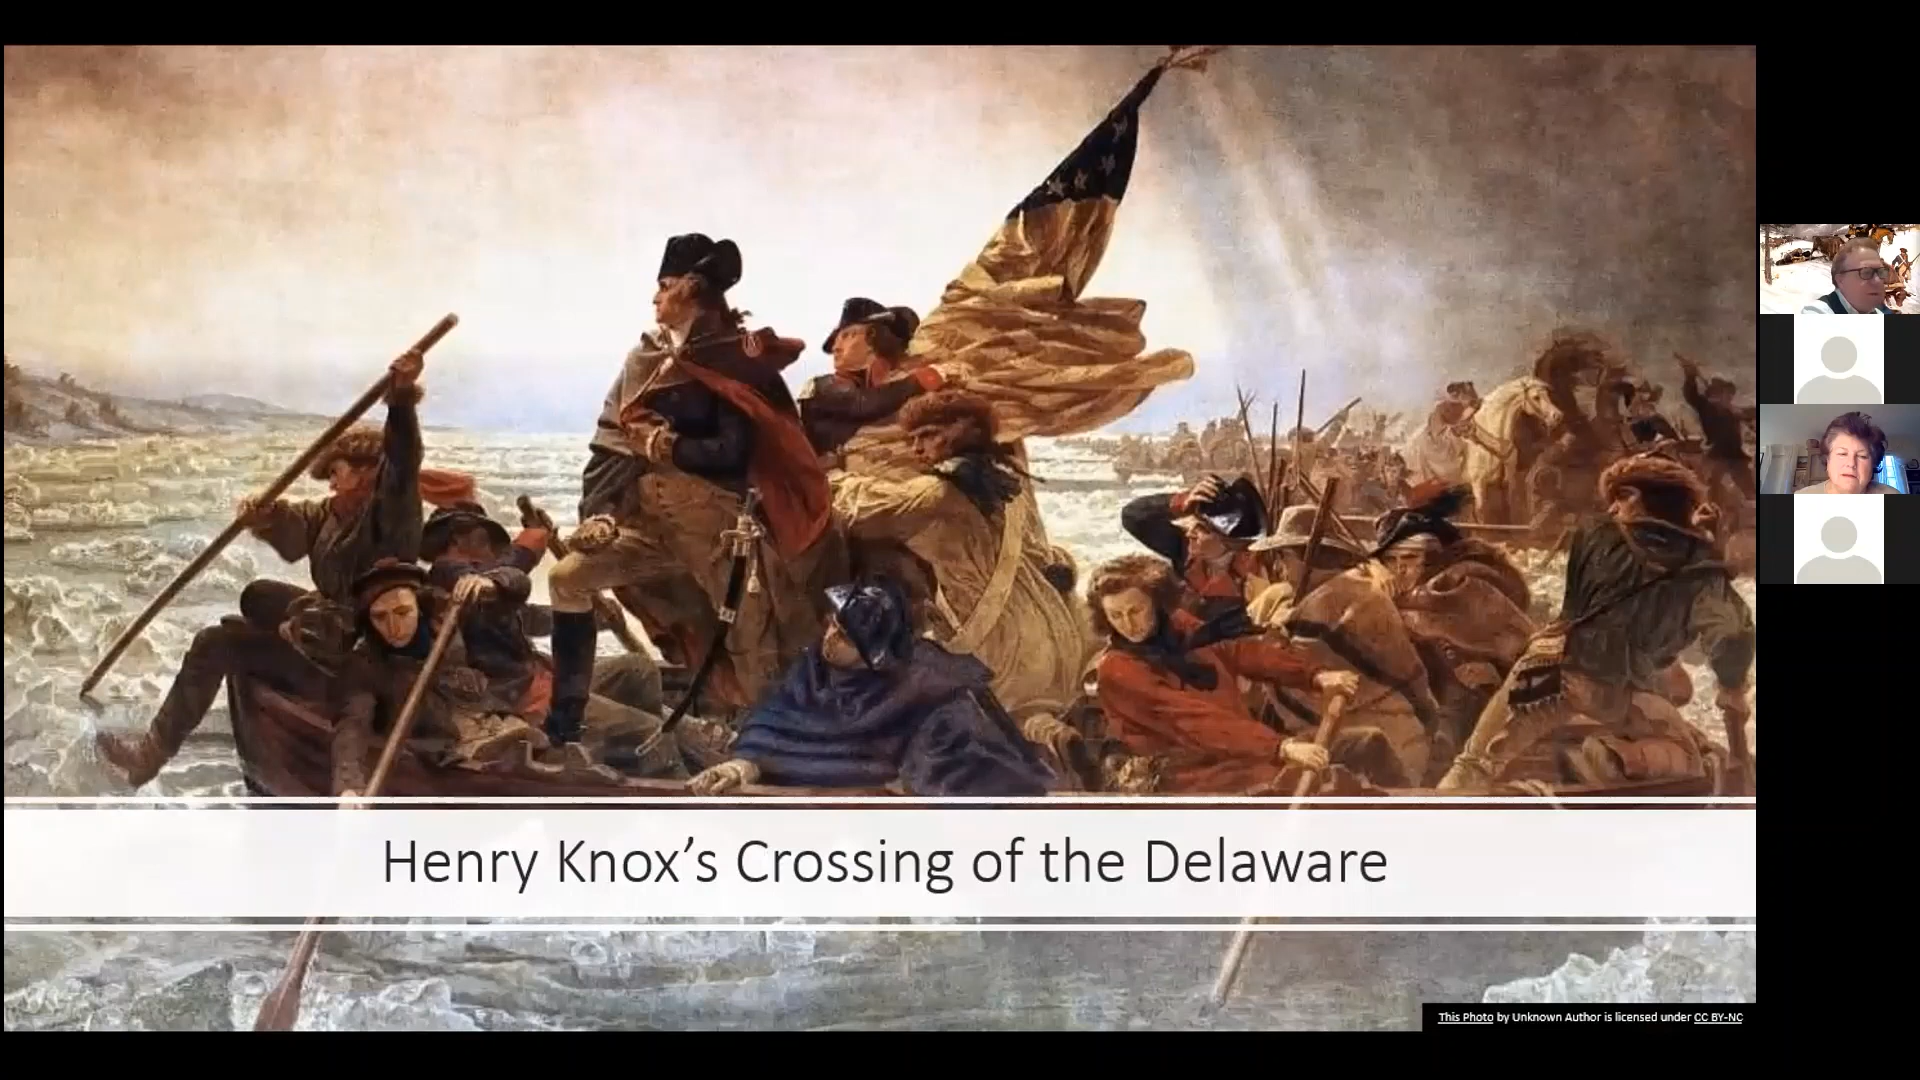 Henry Knox’s Crossing of the Delaware
This Photo by Unknown Author is licensed under CC BY-NC